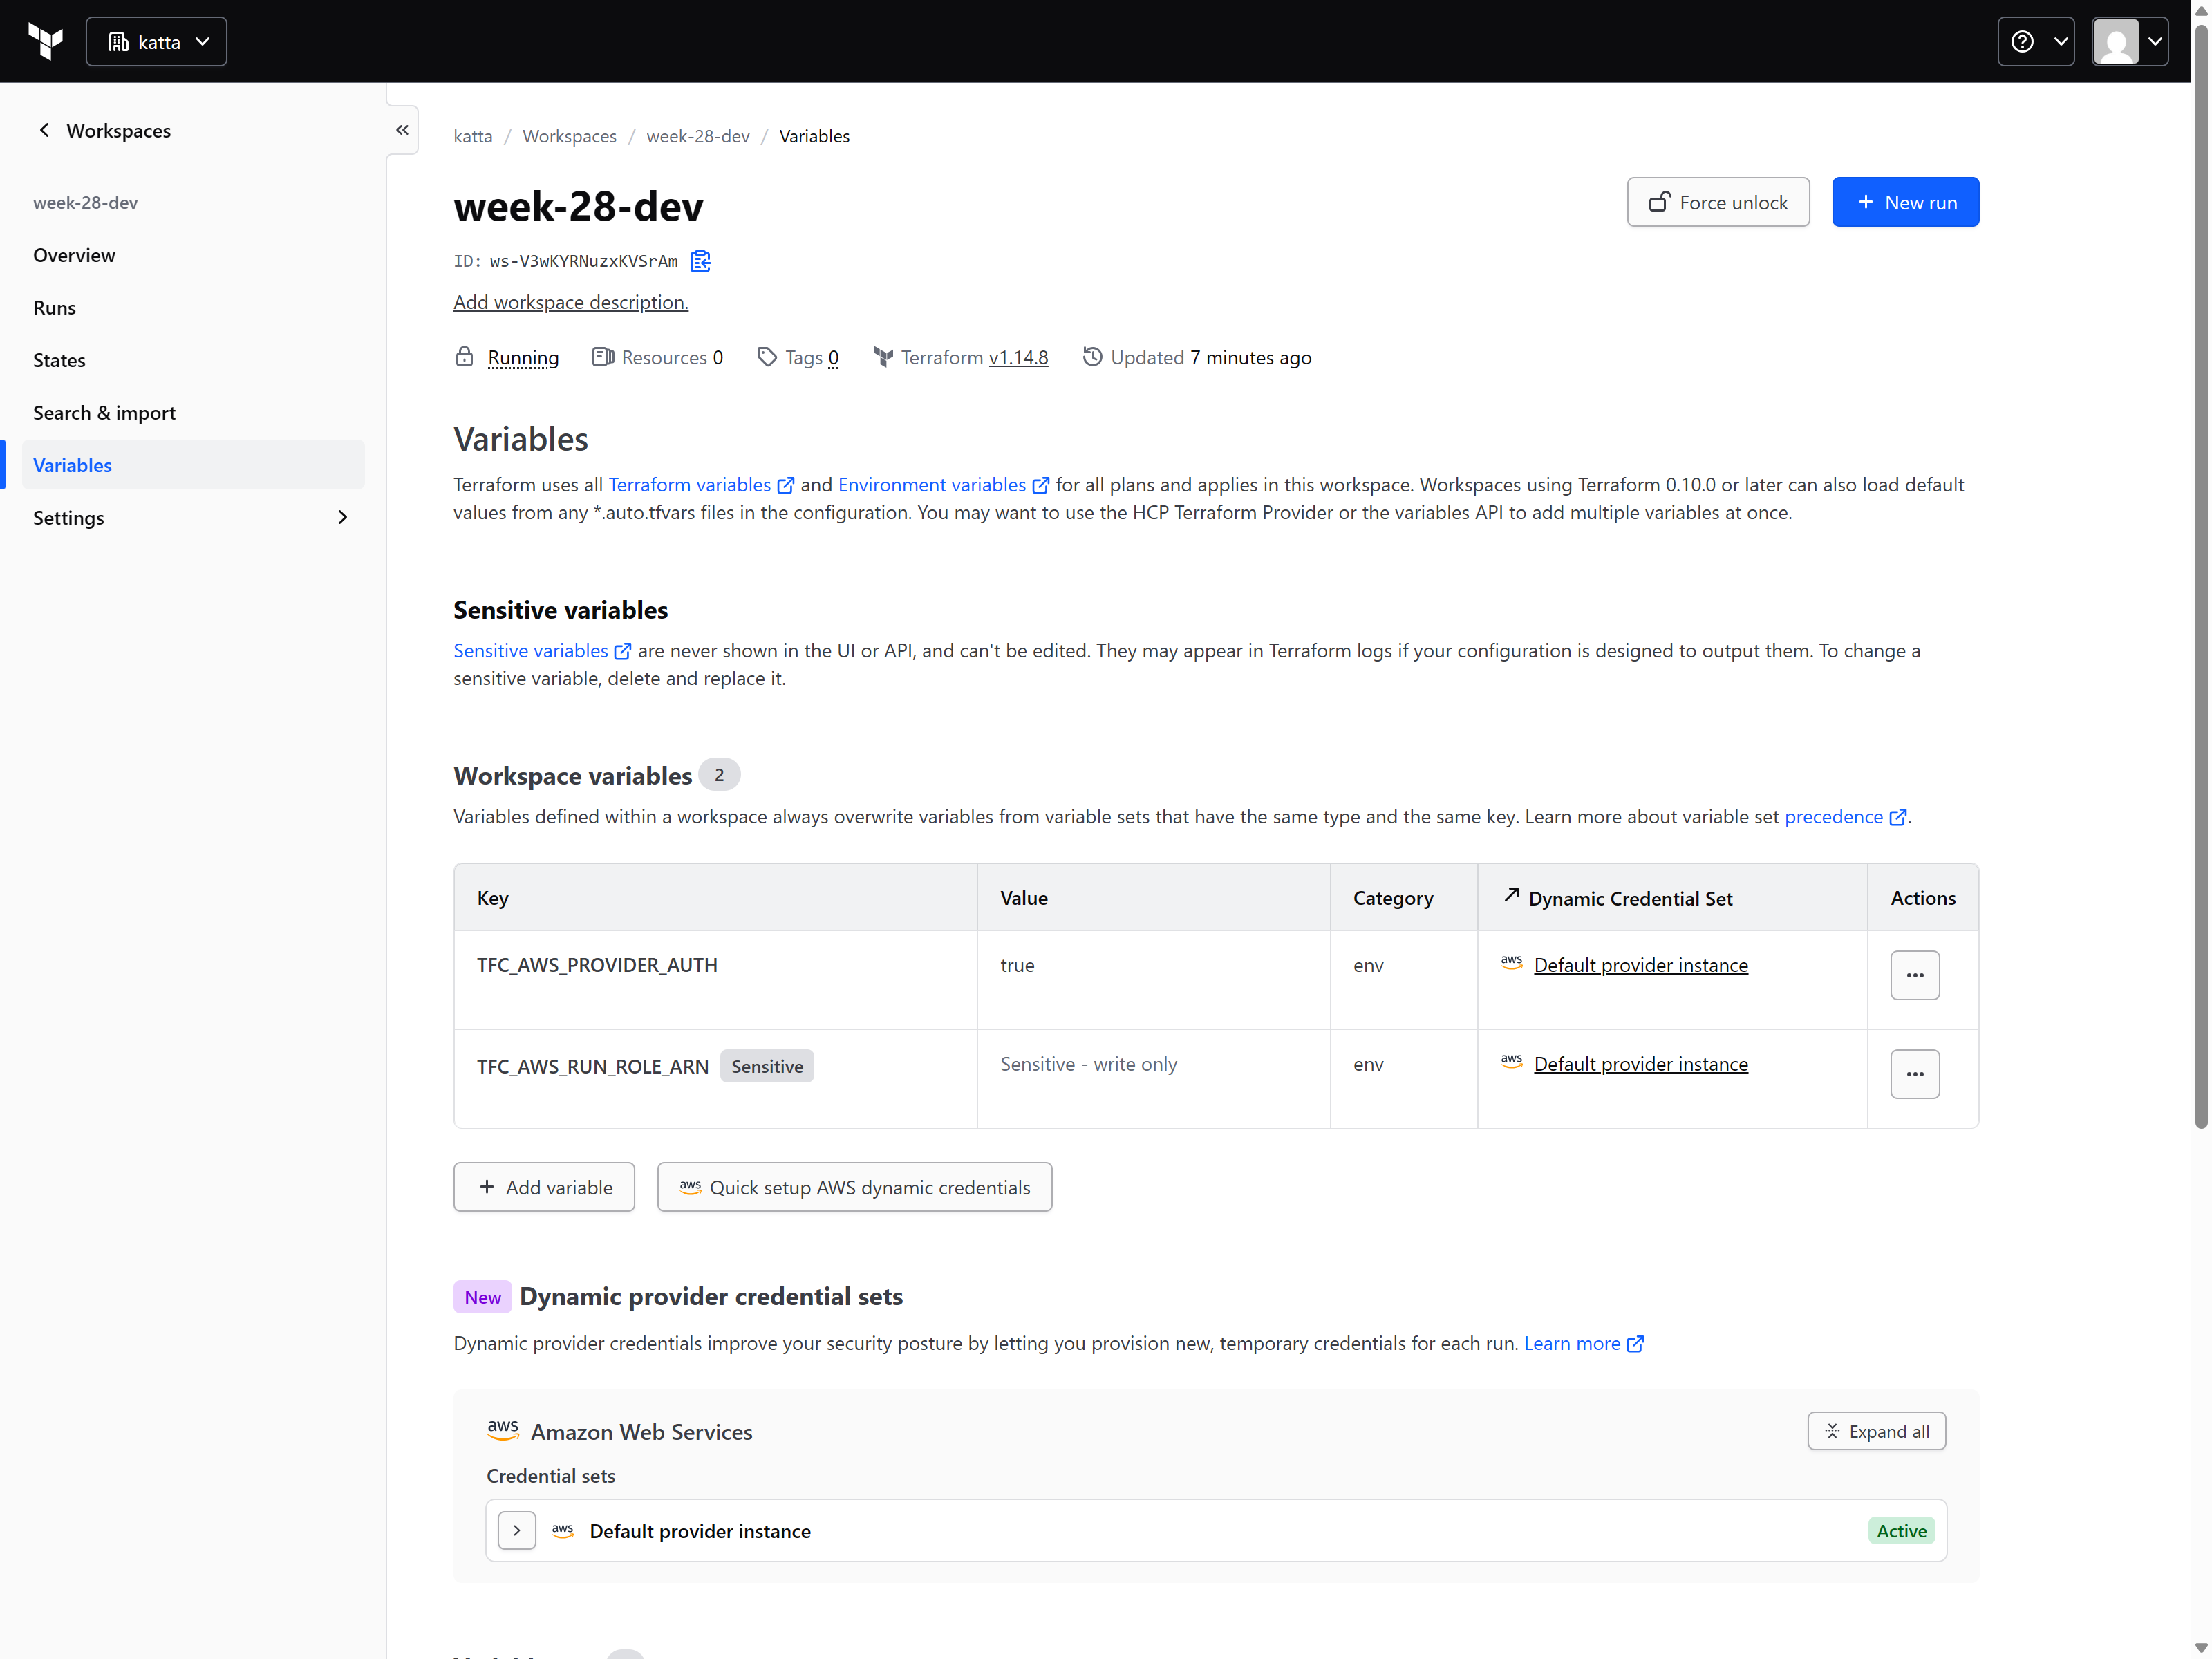 katta
Workspaces
week-28-dev
Overview
Runs
States
Search & import
Variables
Settings
katta / Workspaces / week-28-dev / Variables
week-28-dev
Force unlock
New run
ID: ws-V3wKYRNuzxKVSrAm
Add workspace description.
Running Resources 0 Tags 0 Terraform v1.14.8 Updated 7 minutes ago
Variables
Terraform uses all Terraform variables and Environment variables for all plans and applies in this workspace. Workspaces using Terraform 0.10.0 or later can also load default
values from any *.auto.tfvars files in the configuration. You may want to use the HCP Terraform Provider or the variables API to add multiple variables at once.
Sensitive variables
Sensitive variables are never shown in the UI or API, and can't be edited. They may appear in Terraform logs if your configuration is designed to output them. To change a
sensitive variable, delete and replace it.
Workspace variables 2
Variables defined within a workspace always overwrite variables from variable sets that have the same type and the same key. Learn more about variable set precedence.
Key Value Category Dynamic Credential Set Actions
TFC_AWS_PROVIDER_AUTH true env aws Default provider instance
TFC_AWS_RUN_ROLE_ARN Sensitive Sensitive - write only env aws Default provider instance
Add variable
aws Quick setup AWS dynamic credentials
New Dynamic provider credential sets
Dynamic provider credentials improve your security posture by letting you provision new, temporary credentials for each run. Learn more
aws Amazon Web Services
Expand all
Credential sets
aws Default provider instance Active